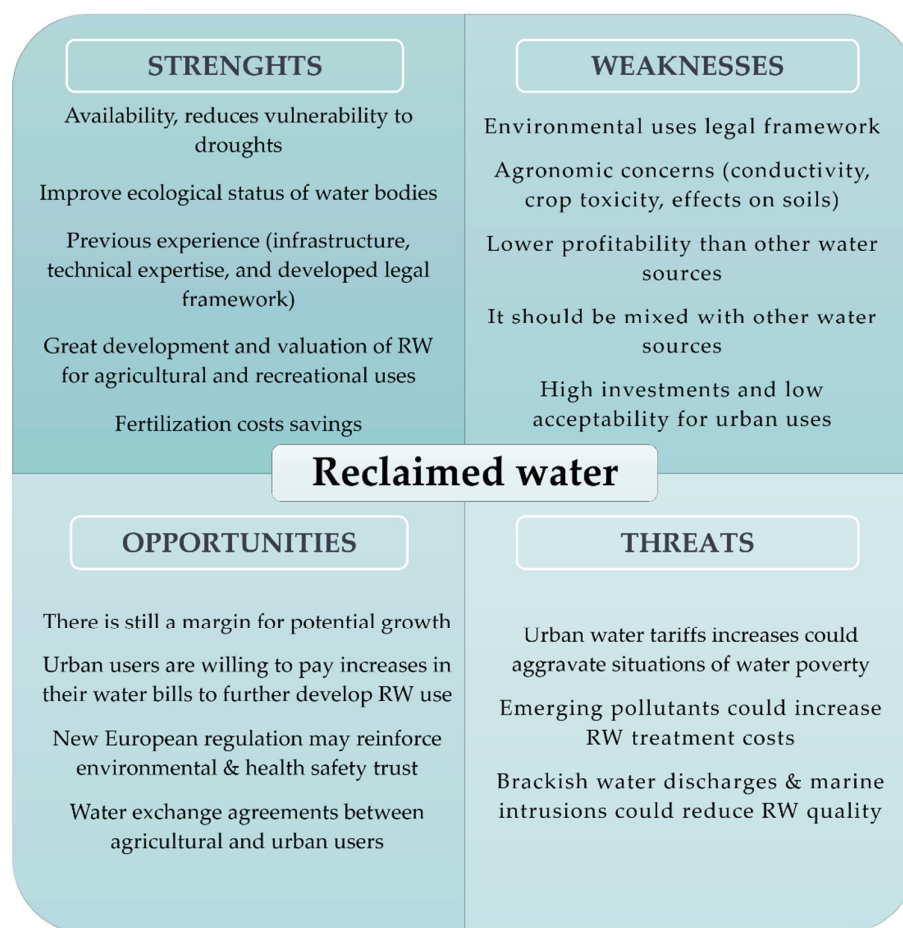 STRENGHTS
Availability, reduces vulnerability to
droughts
Improve ecological status of water bodies
Previous experience (infrastructure,
technical expertise, and developed legal
framework)
Great development and valuation of RW
for agricultural and recreational uses
Fertilization costs savings
WEAKNESSES
Environmental uses legal framework
Agronomic concerns (conductivity,
crop toxicity, effects on soils)
Lower profitability than other water
sources
It should be mixed with other water
sources
High investments and low
acceptability for urban uses
Reclaimed water
OPPORTUNITIES
There is still a margin for potential growth
Urban users are willing to pay increases in
their water bills to further develop RW use
New European regulation may reinforce
environmental & health safety trust
Water exchange agreements between
agricultural and urban users
THREATS
Urban water tariffs increases could
aggravate situations of water poverty
Emerging pollutants could increase
RW treatment costs
Brackish water discharges & marine
intrusions could reduce RW quality